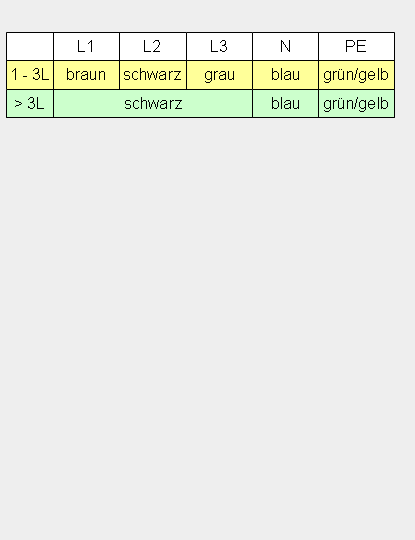 L1 L2 L3 N PE
1 - 3L braun schwarz grau blau grün/gelb
> 3L schwarz blau grün/gelb